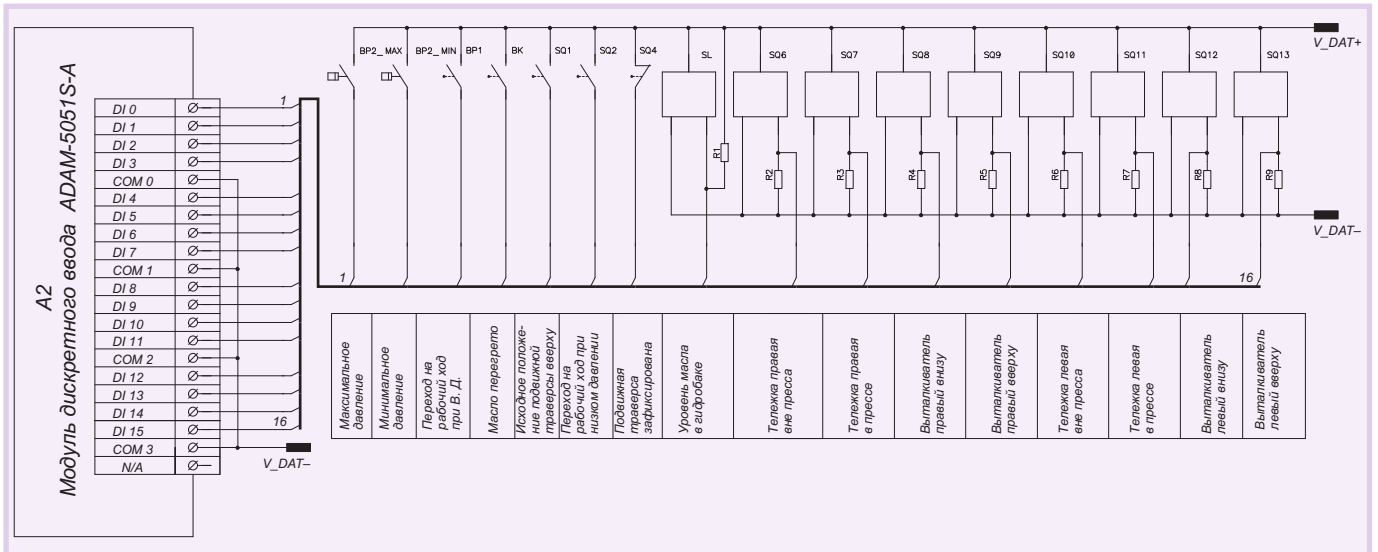 A2
Модуль дискретного ввода ADAM-5051S-A
DI 0
DI 1
DI 2
DI 3
COM 0
DI 4
DI 5
DI 6
DI 7
COM 1
DI 8
DI 9
DI 10
DI 11
COM 2
DI 12
DI 13
DI 14
DI 15
COM 3
N/A
1
16
V_DAT–
BP2_MAX
BP2_MIN
BP1
BK
SQ1
SQ2
SQ4
SL
SQ6
SQ7
SQ8
SQ9
SQ10
SQ11
SQ12
SQ13
V_DAT+
R1
R2
R3
R4
R5
R6
R7
R8
R9
V_DAT–
1
16
Максимальное
давление
Минимальное
давление
Переход на
рабочий ход
при В. Д.
Масло перегрето
Исходное положе-
ние подвижной
траверсы вверху
Переход на
рабочий ход при
низком давлении
Подвижная
траверса
зафиксирована
Уровень масла
в гидробаке
Тележка правая
вне пресса
Тележка правая
в прессе
Выталкиватель
правый внизу
Выталкиватель
правый вверху
Тележка левая
вне пресса
Тележка левая
в прессе
Выталкиватель
левый внизу
Выталкиватель
левый вверху